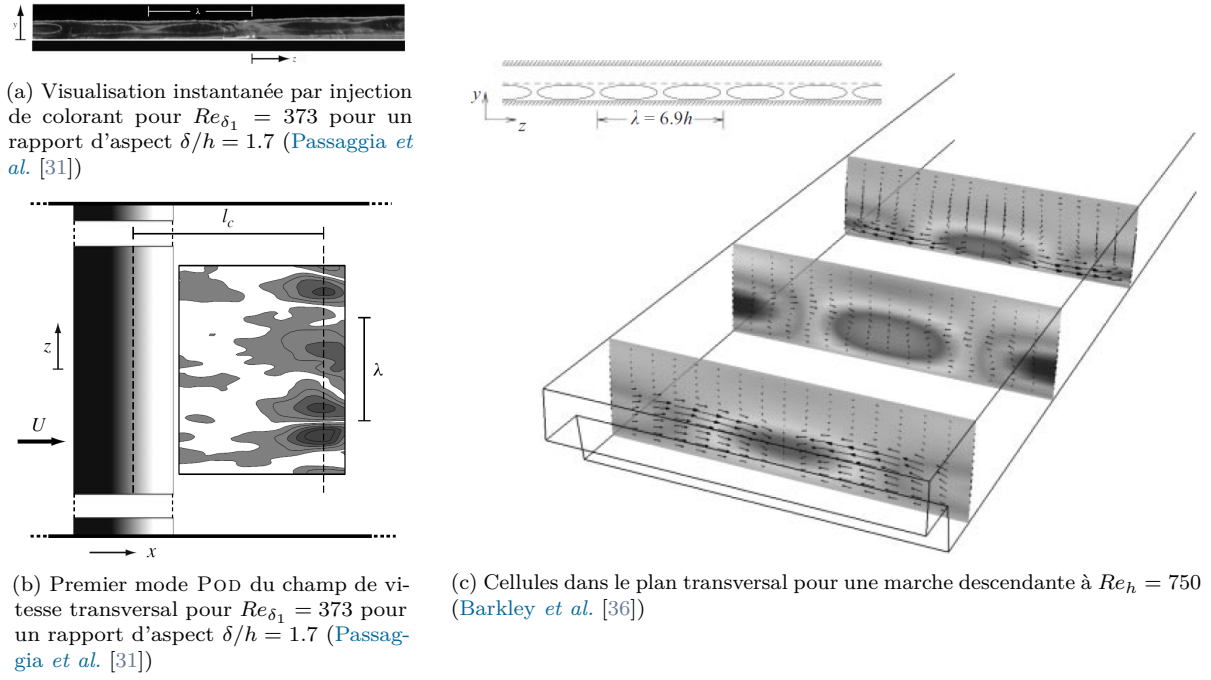 y
λ
z
(a) Visualisation instantanée par injection
de colorant pour Re_{δ_1} = 373 pour un
rapport d'aspect δ/h = 1.7 (Passaggia et
al. [31])
l_c
z
λ
U
x
(b) Premier mode POD du champ de vi-
tesse transversal pour Re_{δ_1} = 373 pour
un rapport d'aspect δ/h = 1.7 (Passag-
gia et al. [31])
y
z
λ = 6.9h
(c) Cellules dans le plan transversal pour une marche descendante à Re_h = 750
(Barkley et al. [36])